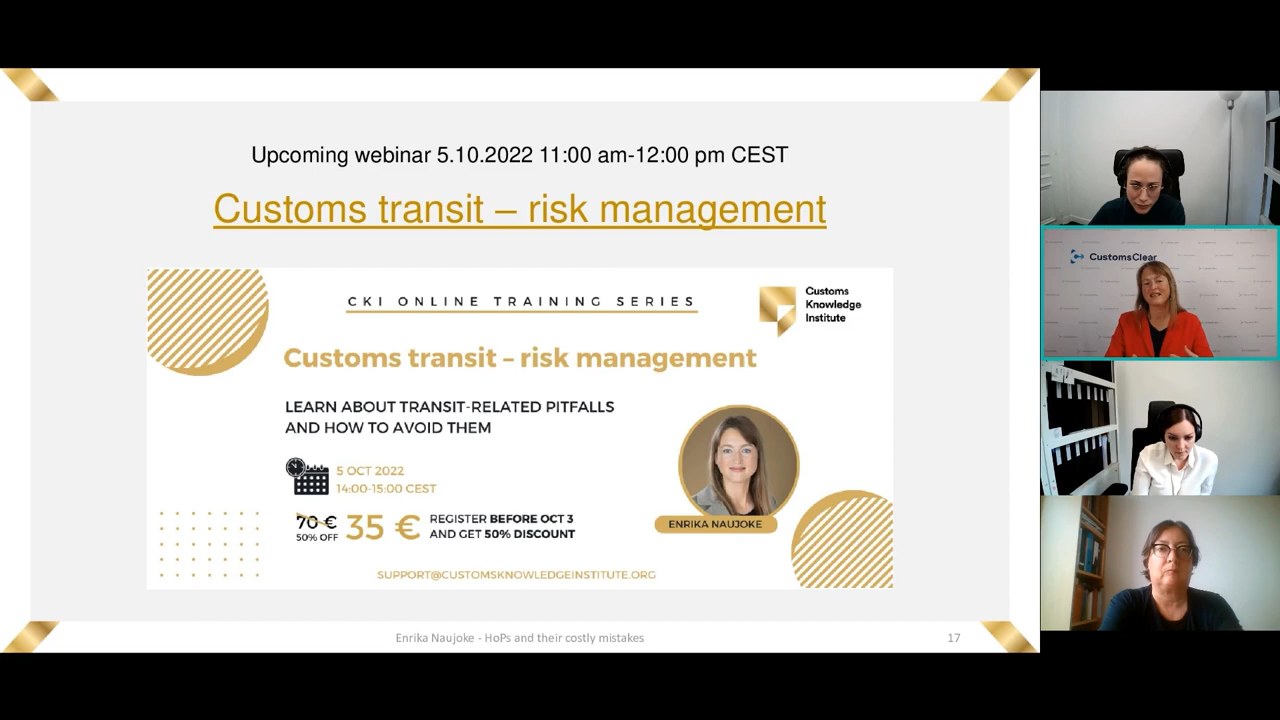 Upcoming webinar 5.10.2022 11:00 am-12:00 pm CEST
Customs transit – risk management
CKI ONLINE TRAINING SERIES
Customs
Knowledge
Institute
Customs transit – risk management
LEARN ABOUT TRANSIT-RELATED PITFALLS
AND HOW TO AVOID THEM
5 OCT 2022
14:00-15:00 CEST
70 €
50% OFF
35 €
REGISTER BEFORE OCT 3
AND GET 50% DISCOUNT
ENRIKA NAUJOKE
SUPPORT@CUSTOMSKNOWLEDGEINSTITUTE.ORG
Enrika Naujoke - HoPs and their costly mistakes
17
CustomsClear